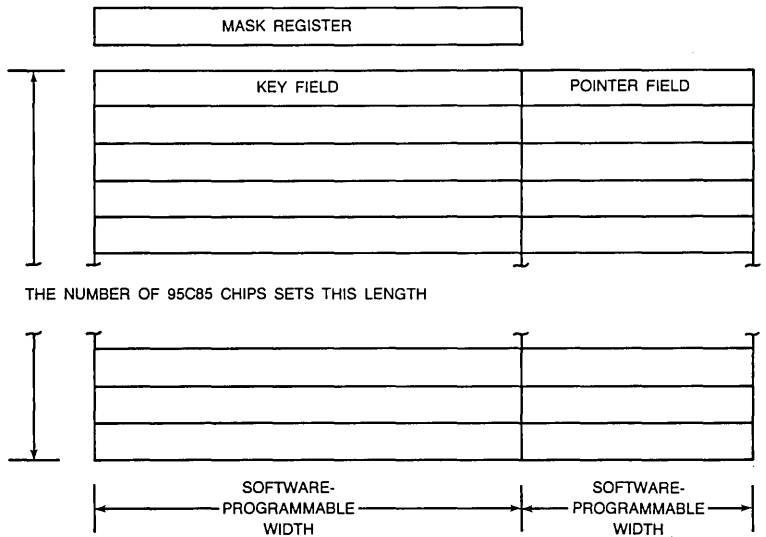 MASK REGISTER
KEY FIELD
POINTER FIELD
THE NUMBER OF 95C85 CHIPS SETS THIS LENGTH
SOFTWARE-
PROGRAMMABLE
WIDTH
SOFTWARE-
PROGRAMMABLE
WIDTH